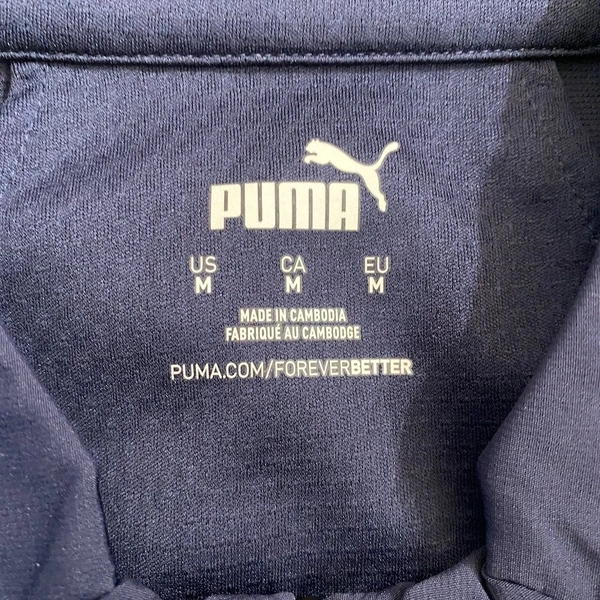 PUMA
US CA EU
M M M
MADE IN CAMBODIA
FABRIQUÉ AU CAMBODGE
PUMA.COM/FOREVERBETTER